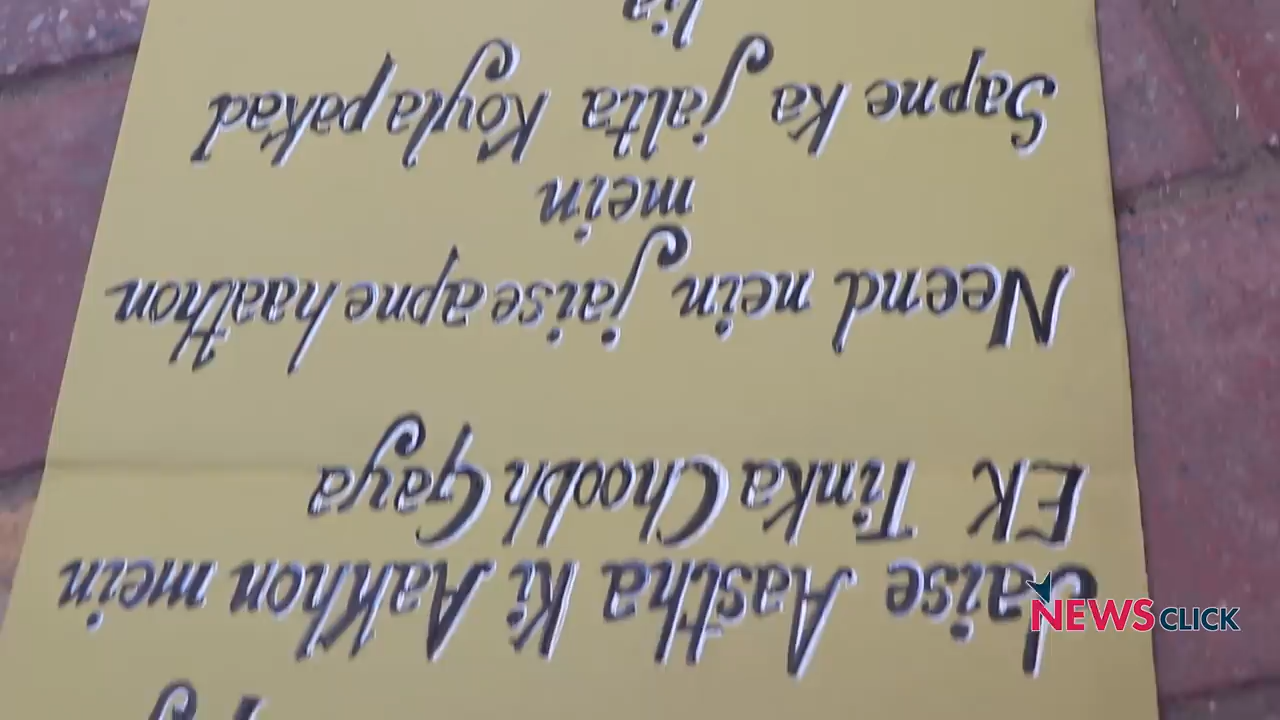 Jaise Aastha Ki Aakhon mein
Ek Tinka Choobh Gaya
Neend mein jaise apne haathon
mein
Sapne ka jalta Koyla pakad
lia
NEWSCLICK